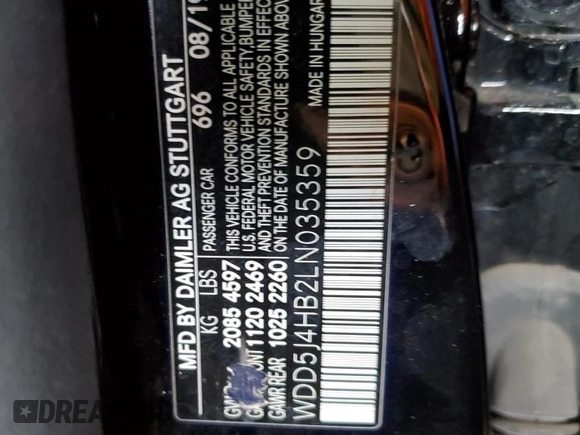 MFD BY DAIMLER AG STUTTGART
696 08/19
KG LBS PASSENGER CAR
2085 4597 THIS VEHICLE CONFORMS TO ALL APPLICABLE
1120 2469 U.S. FEDERAL MOTOR VEHICLE SAFETY, BUMPER,
AND THEFT PREVENTION STANDARDS IN EFFECT
GAWR REAR 1025 2260 ON THE DATE OF MANUFACTURE SHOWN ABOVE.
WDD5J4HB2LN035359 MADE IN HUNGARY